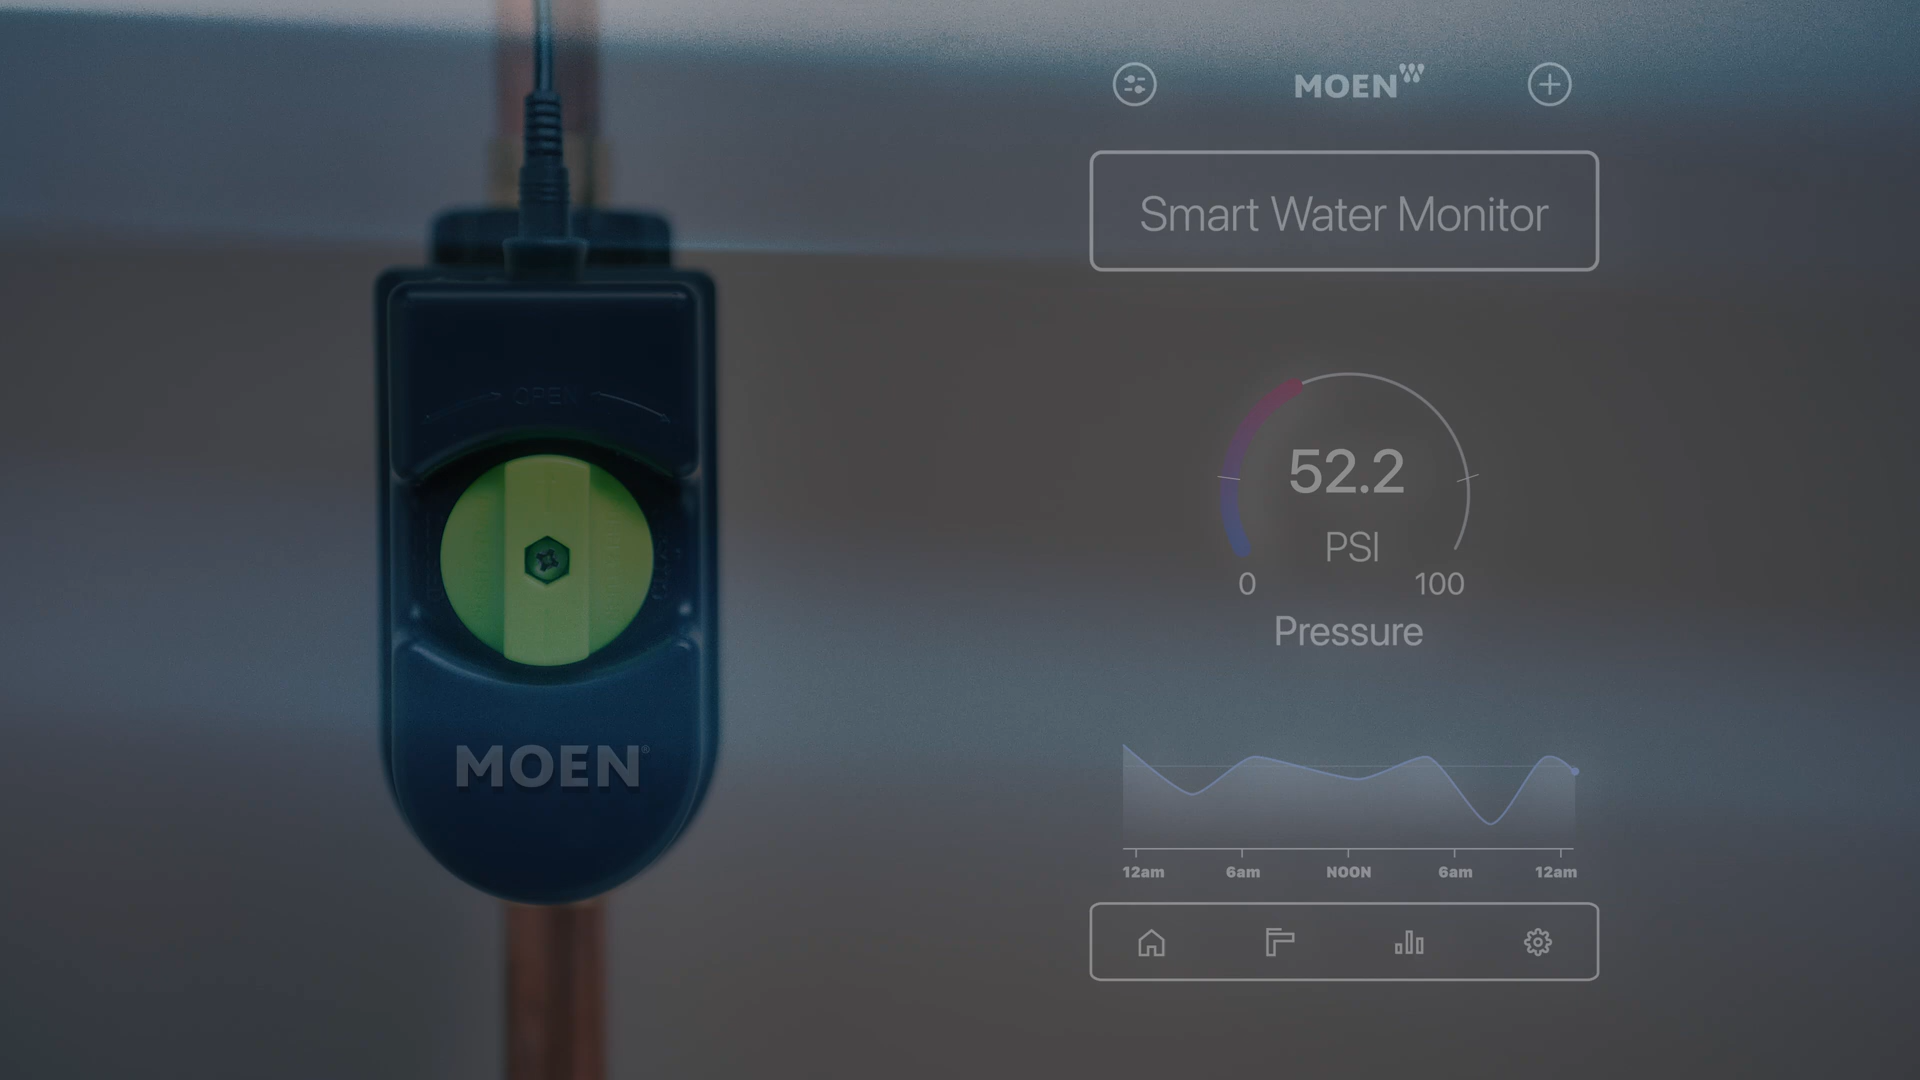 OPEN
MOEN®
MOEN
Smart Water Monitor
52.2
PSI
0
100
Pressure
12am
6am
NOON
6am
12am